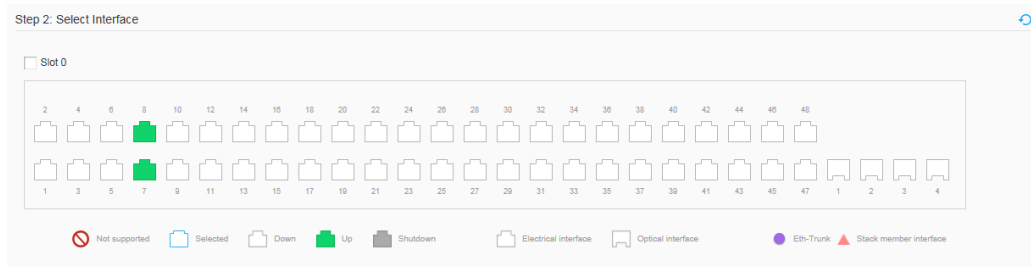 Step 2: Select Interface
Slot 0
2 4 6 8 10 12 14 16 18 20 22 24 26 28 30 32 34 36 38 40 42 44 46 48
1 3 5 7 9 11 13 15 17 19 21 23 25 27 29 31 33 35 37 39 41 43 45 47 1 2 3 4
Not supported Selected Down Up Shutdown Electrical interface Optical interface Eth-Trunk Stack member interface